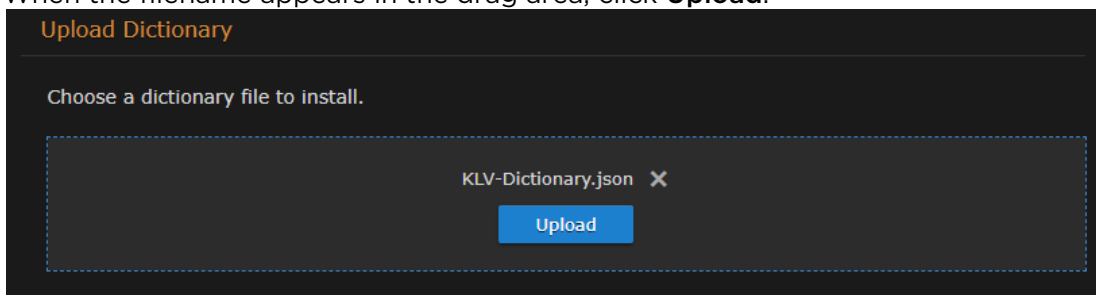 When the filename appears in the drag area, click Upload.
Upload Dictionary
Choose a dictionary file to install.
KLV-Dictionary.json
Upload